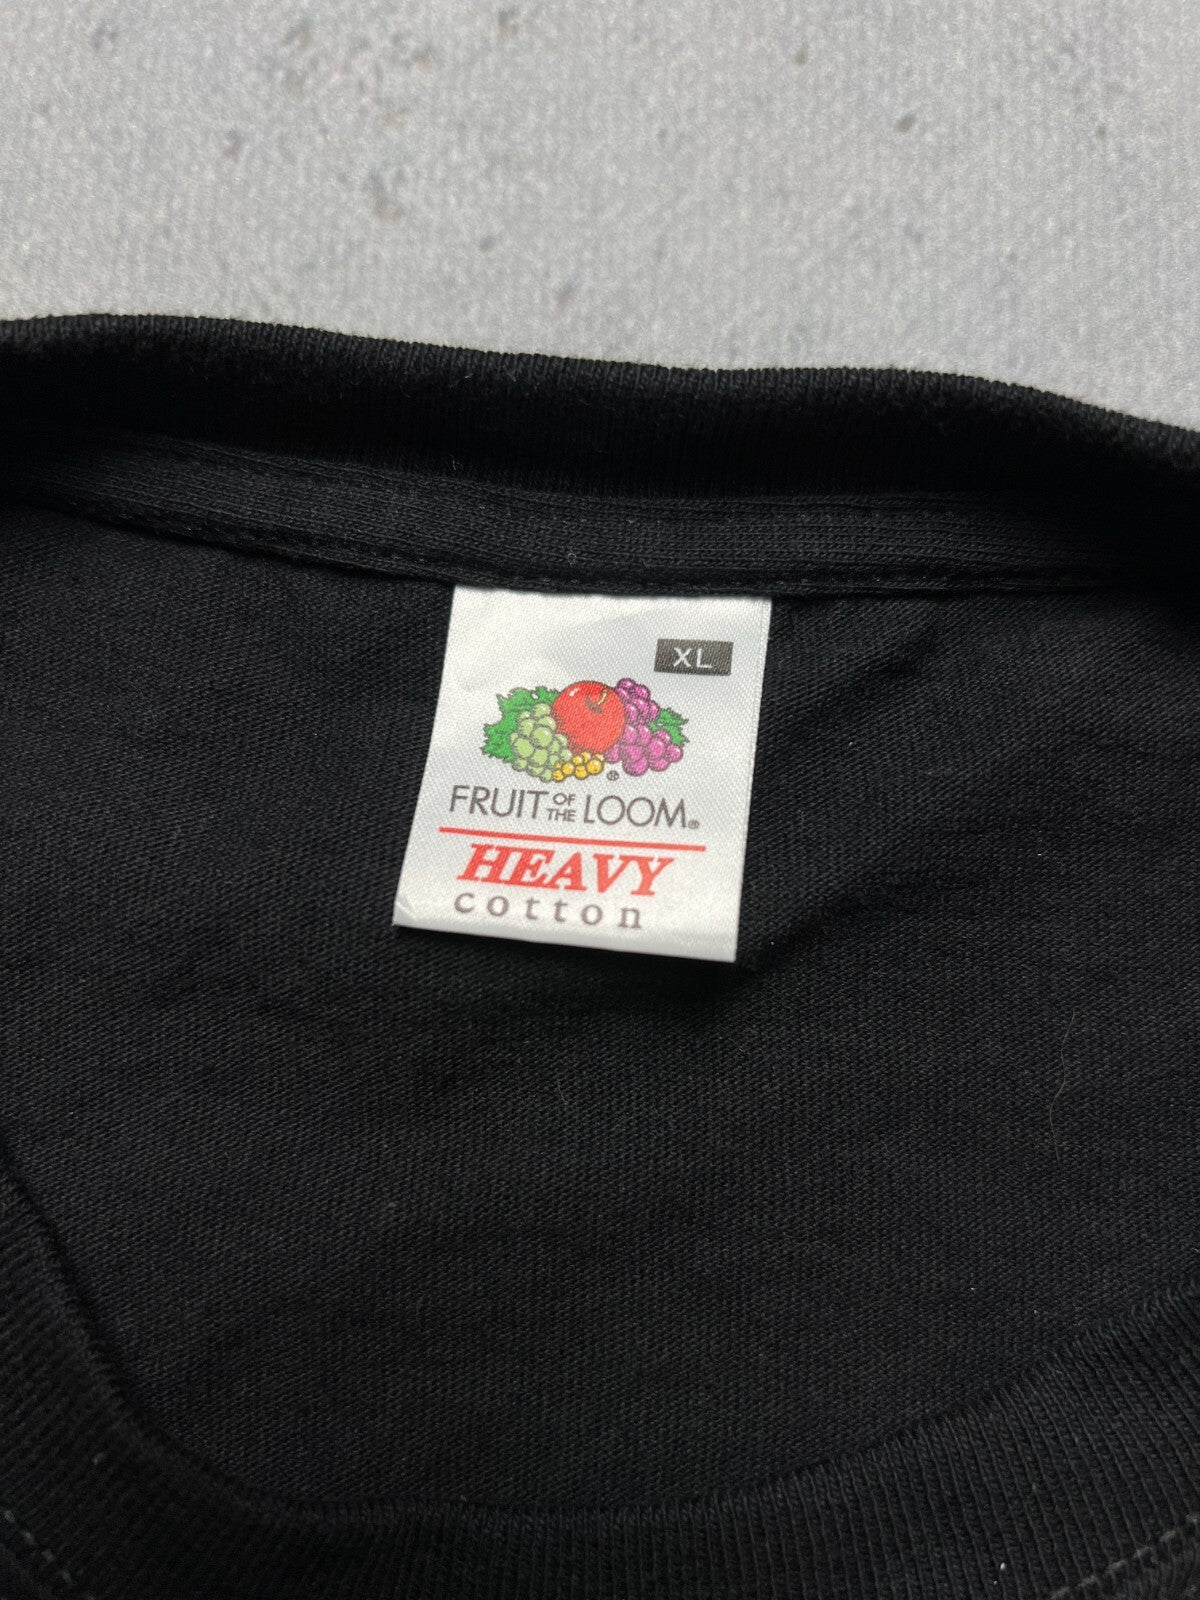 XL
®
FRUIT OF THE LOOM®
HEAVY
cotton